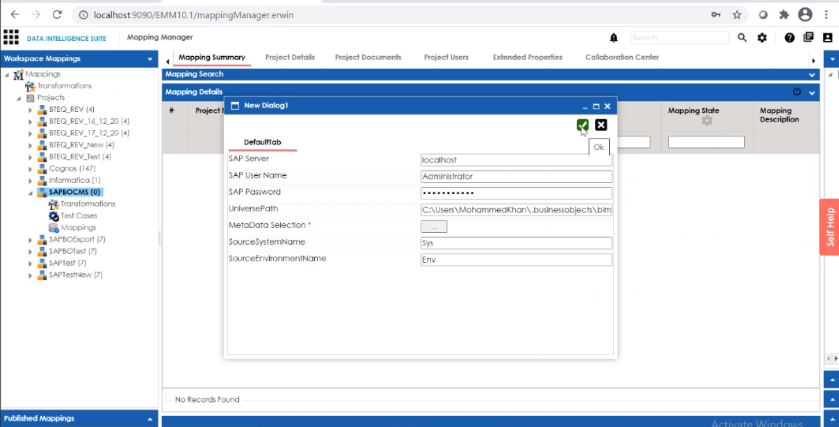 localhost:9090/EMM10.1/mappingManager.erwin
DATA INTELLIGENCE SUITE
Mapping Manager
Search
Workspace Mappings
Mappings
Transformations
Projects
BTEQ_REV (4)
BTEQ_REV_16_12_20 (4)
BTEQ_REV_17_12_20 (4)
BTEQ_REV_New (4)
BTEQ_REV_Test (4)
Cognos (147)
Informatica (1)
SAPBOCMS (0)
Transformations
Test Cases
Mappings
SAPBOExport (7)
SAPBOTest (7)
SAPTest (7)
SAPTestNew (7)
Published Mappings
Mapping Summary
Project Details
Project Documents
Project Users
Extended Properties
Collaboration Center
Mapping Search
Mapping Details
#
Project
Mapping State
Mapping Description
New Dialog1
Ok
DefaultTab
SAP Server
localhost
SAP User Name
Administrator
SAP Password
•••••••••••
UniversePath
C:\Users\MohammedKhan\.businessobjects\bim
MetaData Selection *
...
SourceSystemName
Sys
SourceEnvironmentName
Env
No Records Found
Self Help
Activate Windows